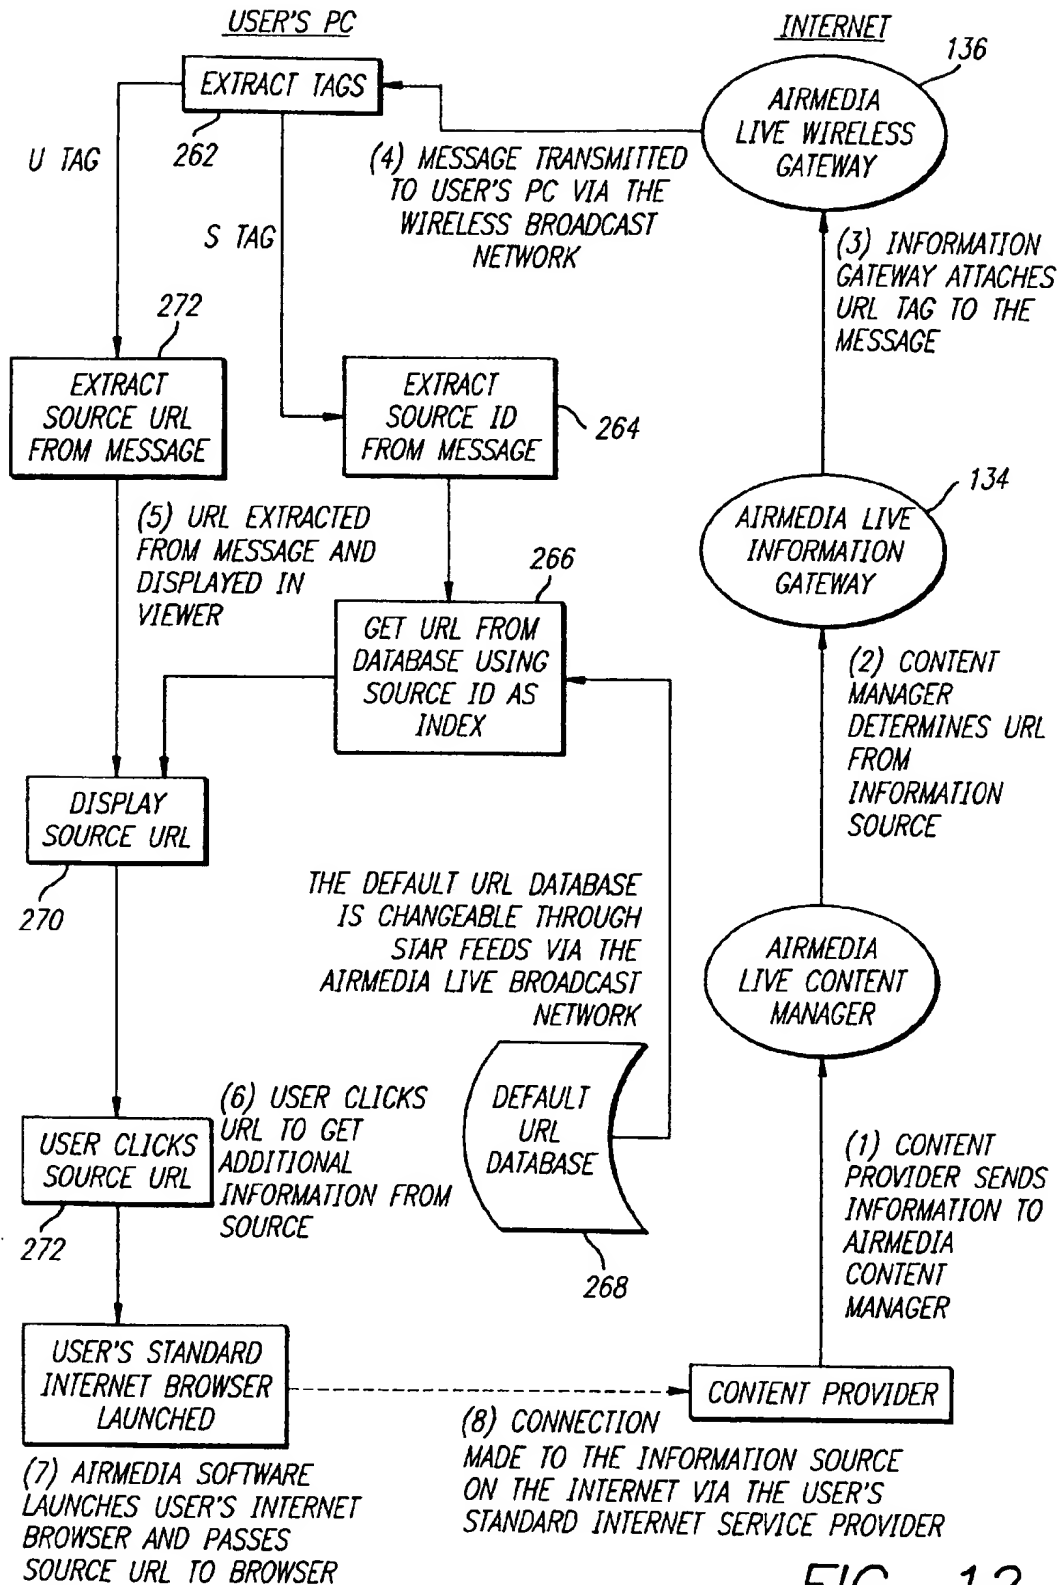 USER'S PC
INTERNET
136
EXTRACT TAGS
AIRMEDIA
LIVE WIRELESS
GATEWAY
262
U TAG
(4) MESSAGE TRANSMITTED
TO USER'S PC VIA THE
WIRELESS BROADCAST
NETWORK
S TAG
(3) INFORMATION
GATEWAY ATTACHES
URL TAG TO THE
MESSAGE
272
EXTRACT
SOURCE URL
FROM MESSAGE
EXTRACT
SOURCE ID
FROM MESSAGE
264
134
AIRMEDIA LIVE
INFORMATION
GATEWAY
(5) URL EXTRACTED
FROM MESSAGE AND
DISPLAYED IN
VIEWER
266
GET URL FROM
DATABASE USING
SOURCE ID AS
INDEX
(2) CONTENT
MANAGER
DETERMINES URL
FROM
INFORMATION
SOURCE
DISPLAY
SOURCE URL
270
THE DEFAULT URL DATABASE
IS CHANGEABLE THROUGH
STAR FEEDS VIA THE
AIRMEDIA LIVE BROADCAST
NETWORK
AIRMEDIA
LIVE CONTENT
MANAGER
DEFAULT
URL
DATABASE
268
(6) USER CLICKS
URL TO GET
ADDITIONAL
INFORMATION FROM
SOURCE
USER CLICKS
SOURCE URL
272
(1) CONTENT
PROVIDER SENDS
INFORMATION TO
AIRMEDIA
CONTENT
MANAGER
USER'S STANDARD
INTERNET BROWSER
LAUNCHED
CONTENT PROVIDER
(8) CONNECTION
MADE TO THE INFORMATION SOURCE
ON THE INTERNET VIA THE USER'S
STANDARD INTERNET SERVICE PROVIDER
(7) AIRMEDIA SOFTWARE
LAUNCHES USER'S INTERNET
BROWSER AND PASSES
SOURCE URL TO BROWSER